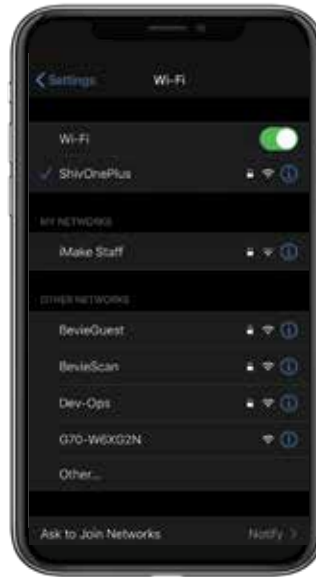 Settings
Wi-Fi
Wi-Fi
ShivOnePlus
MY NETWORKS
iMake Staff
OTHER NETWORKS
BevieGuest
BevieScan
Dev-Ops
G70-W6XG2N
Other...
Ask to Join Networks Notify